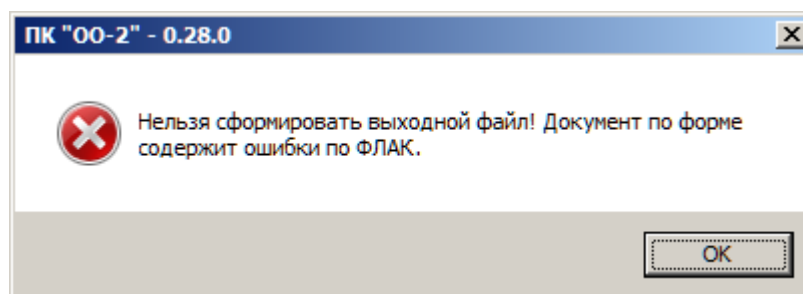 ПК "ОО-2" - 0.28.0
Нельзя сформировать выходной файл! Документ по форме
содержит ошибки по ФЛАК.
OK